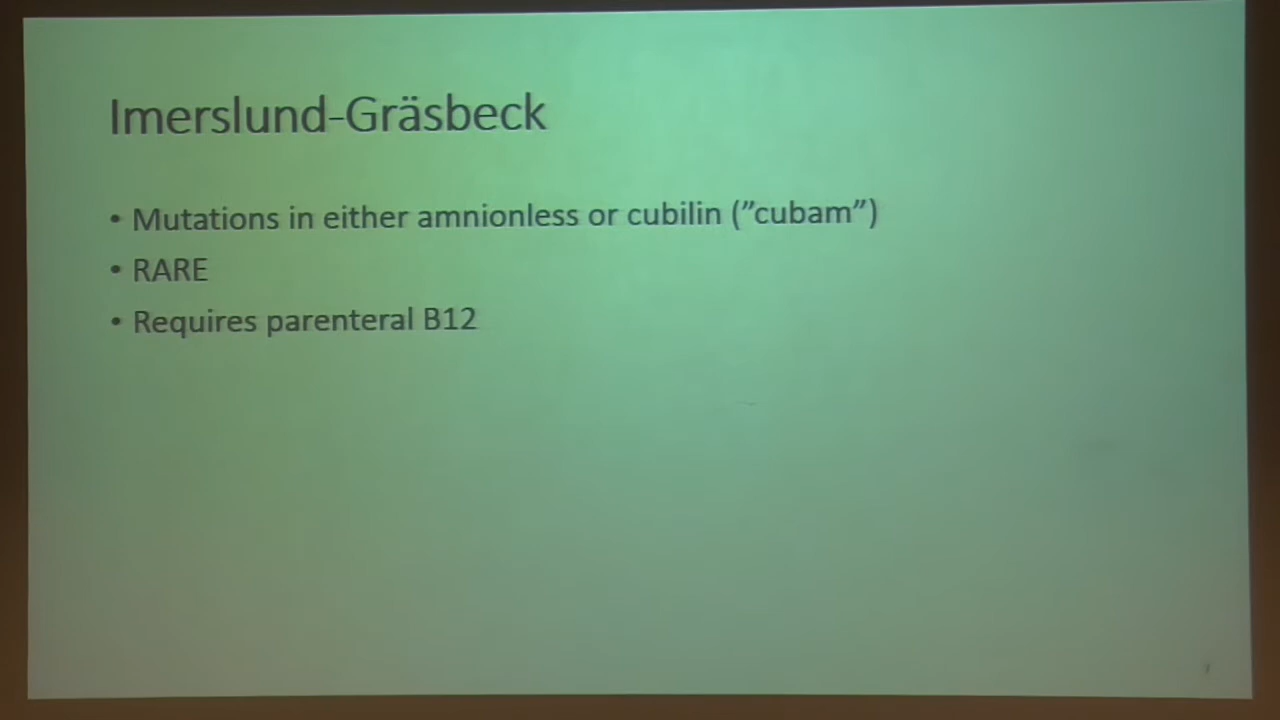 Imerslund-Gräsbeck
• Mutations in either amnionless or cubilin (”cubam”)
• RARE
• Requires parenteral B12